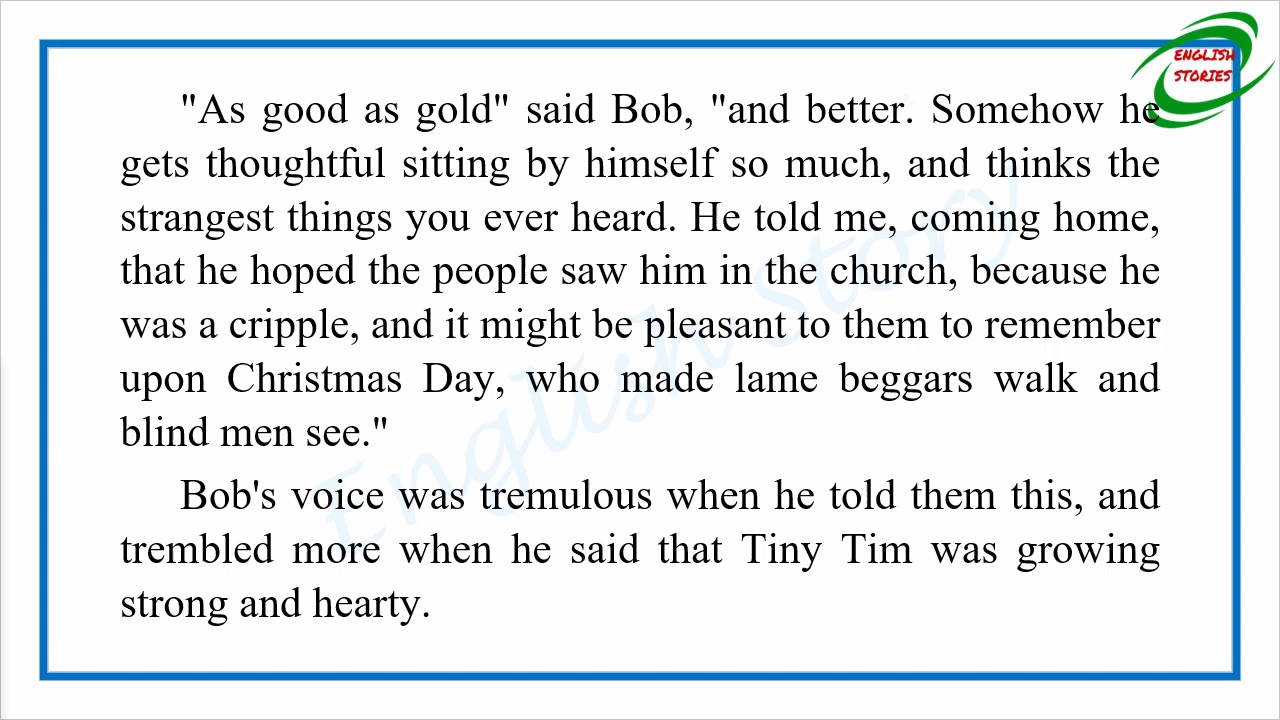 ENGLISH
STORIES
"As good as gold" said Bob, "and better. Somehow he
gets thoughtful sitting by himself so much, and thinks the
strangest things you ever heard. He told me, coming home,
that he hoped the people saw him in the church, because he
was a cripple, and it might be pleasant to them to remember
upon Christmas Day, who made lame beggars walk and
blind men see."
Bob's voice was tremulous when he told them this, and
trembled more when he said that Tiny Tim was growing
strong and hearty.
English Story